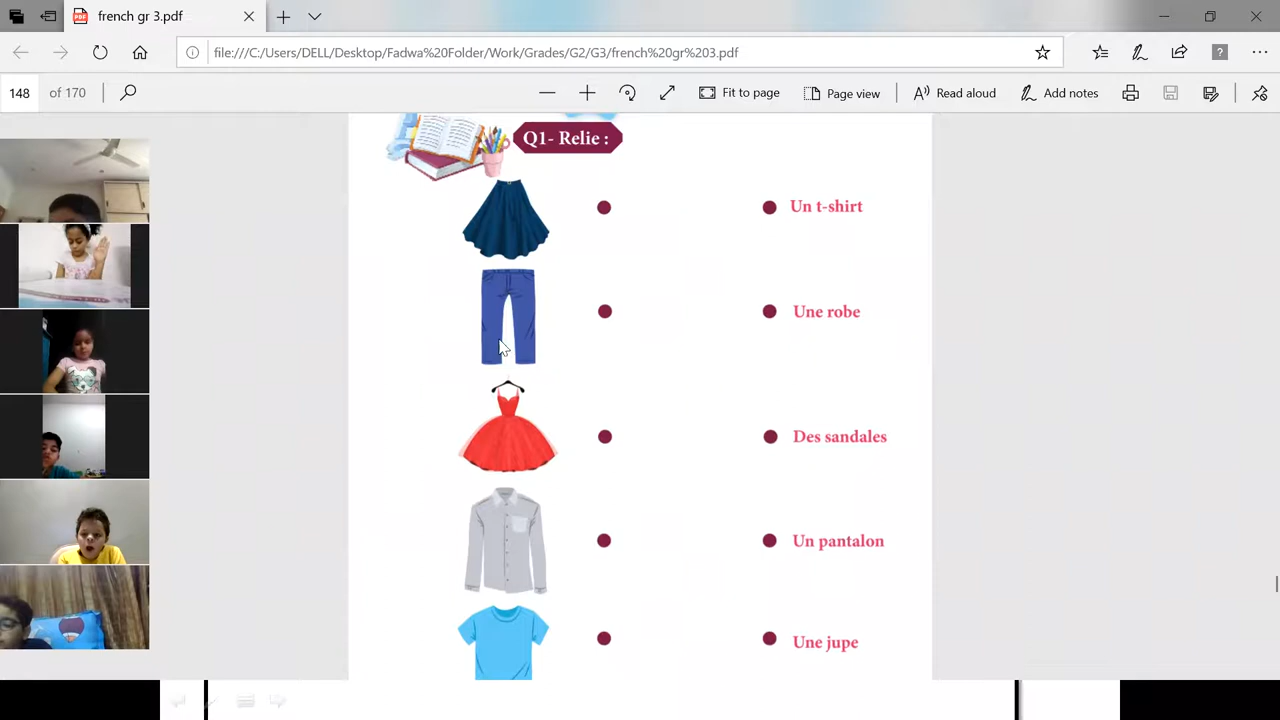 french gr 3.pdf
file:///C:/Users/DELL/Desktop/Fadwa%20Folder/Work/Grades/G2/G3/french%20gr%203.pdf
148 of 170
Fit to page
Page view
Read aloud
Add notes
Q1- Relie :
Un t-shirt
Une robe
Des sandales
Un pantalon
Une jupe